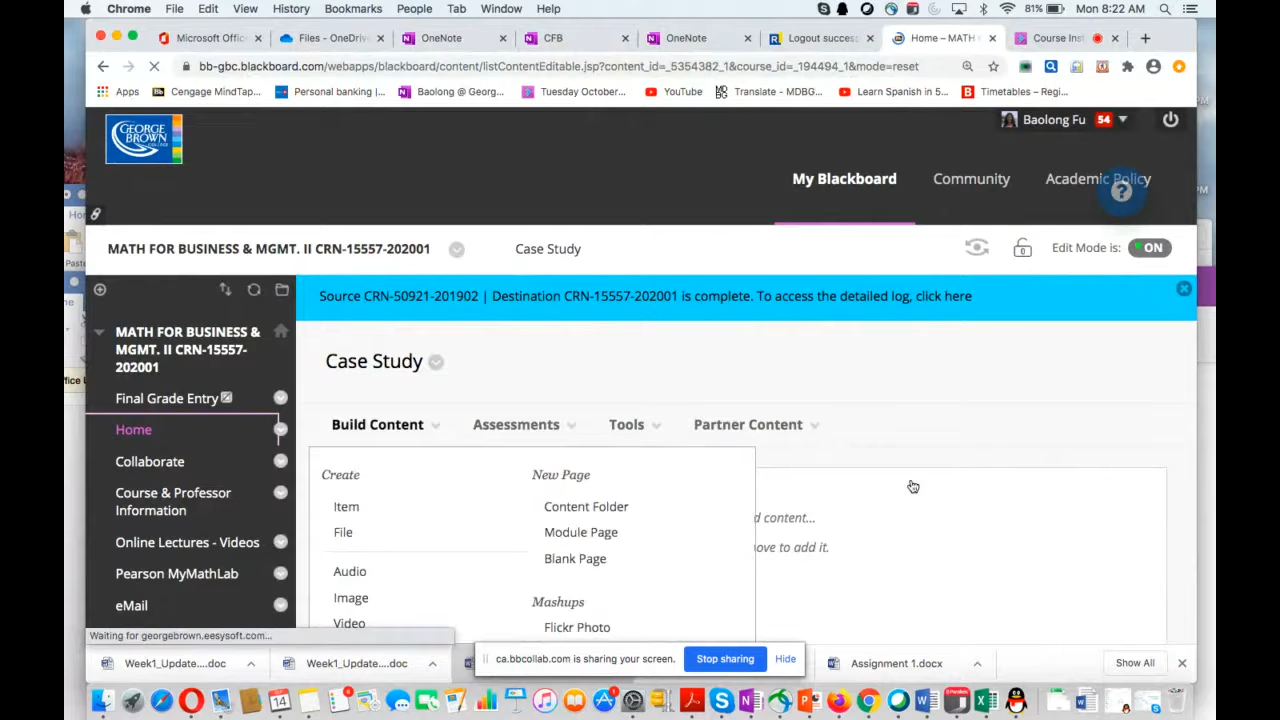 Chrome File Edit View History Bookmarks People Tab Window Help 81% Mon 8:22 AM
Microsoft Offic Files - OneDriv OneNote CFB OneNote Logout success Home – MATH Course Inst
bb-gbc.blackboard.com/webapps/blackboard/content/listContentEditable.jsp?content_id=_5354382_1&course_id=_194494_1&mode=reset
Apps Cengage MindTap... Personal banking |... Baolong @ Georg... Tuesday October... YouTube Translate - MDBG... Learn Spanish in 5... Timetables – Regi...
GEORGE BROWN COLLEGE
Baolong Fu 54
My Blackboard Community Academic Policy
MATH FOR BUSINESS & MGMT. II CRN-15557-202001 Case Study Edit Mode is: ON
Source CRN-50921-201902 | Destination CRN-15557-202001 is complete. To access the detailed log, click here
MATH FOR BUSINESS &
MGMT. II CRN-15557-
202001
Case Study
Final Grade Entry
Build Content Assessments Tools Partner Content
Home
Collaborate
Course & Professor
Information
Online Lectures - Videos
Pearson MyMathLab
eMail
Create New Page
Item Content Folder
File Module Page
Blank Page
Audio
Image Mashups
Video Flickr Photo
d content...
ove to add it.
Waiting for georgebrown.eesysoft.com...
ca.bbcollab.com is sharing your screen. Stop sharing Hide
Week1_Update....doc Week1_Update....doc Assignment 1.docx Show All